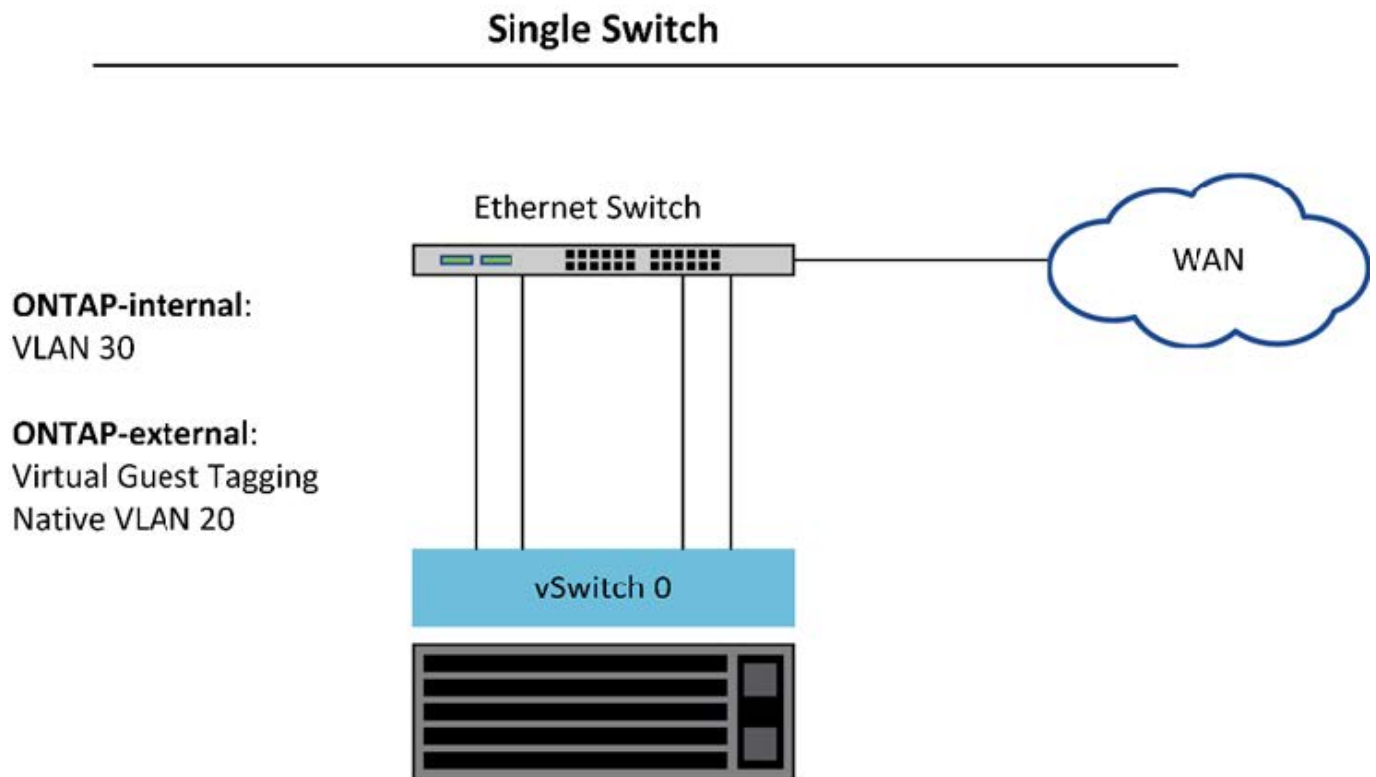 Single Switch
Ethernet Switch
WAN
ONTAP-internal:
VLAN 30
ONTAP-external:
Virtual Guest Tagging
Native VLAN 20
vSwitch 0